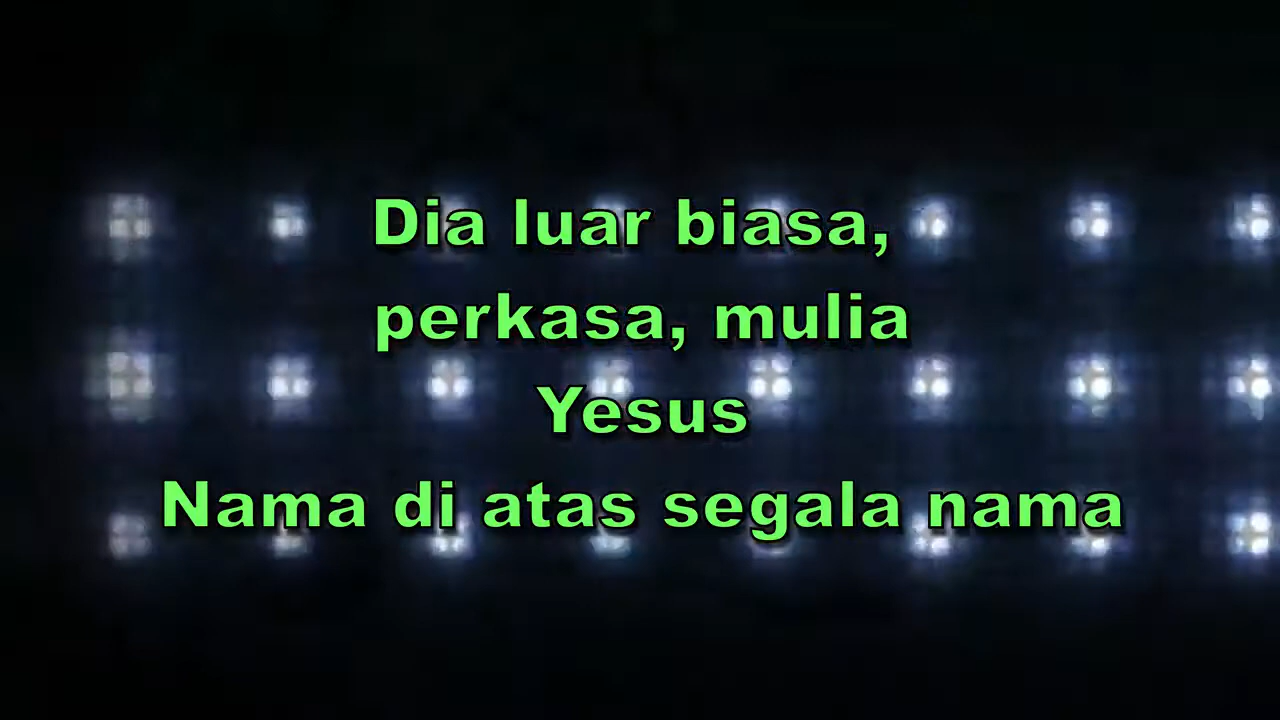 Dia luar biasa,
perkasa, mulia
Yesus
Nama di atas segala nama